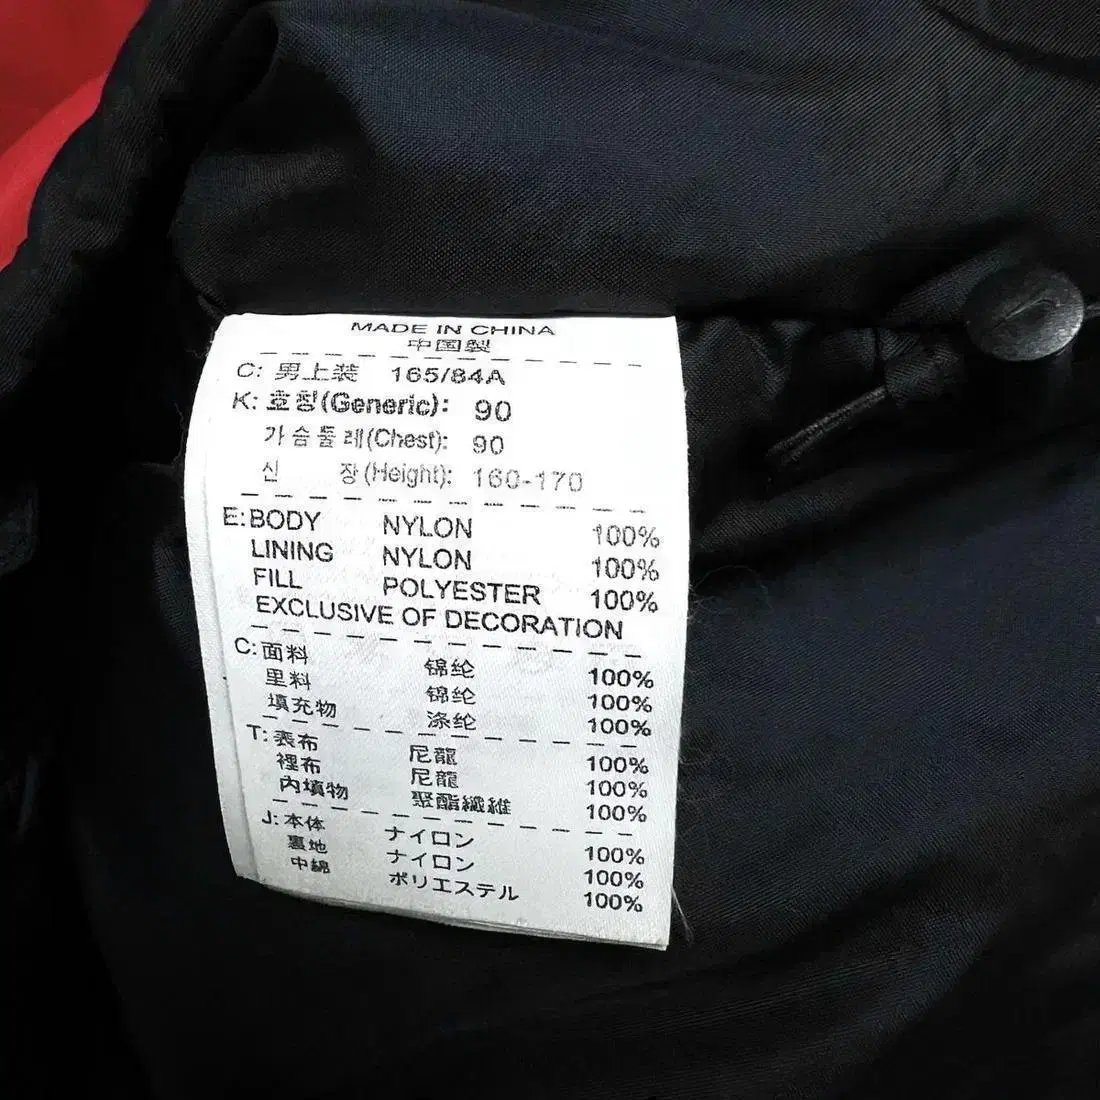 MADE IN CHINA
中国製
C: 男上装 165/84A
K: 호칭(Generic): 90
가슴둘레(Chest): 90
신 장(Height): 160-170
E: BODY NYLON 100%
LINING NYLON 100%
FILL POLYESTER 100%
EXCLUSIVE OF DECORATION
C: 面料 锦纶 100%
里料 锦纶 100%
填充物 涤纶 100%
T: 表布 尼龍 100%
裡布 尼龍 100%
內填物 聚酯纖維 100%
J: 本体 ナイロン 100%
裏地 ナイロン 100%
中綿 ポリエステル 100%